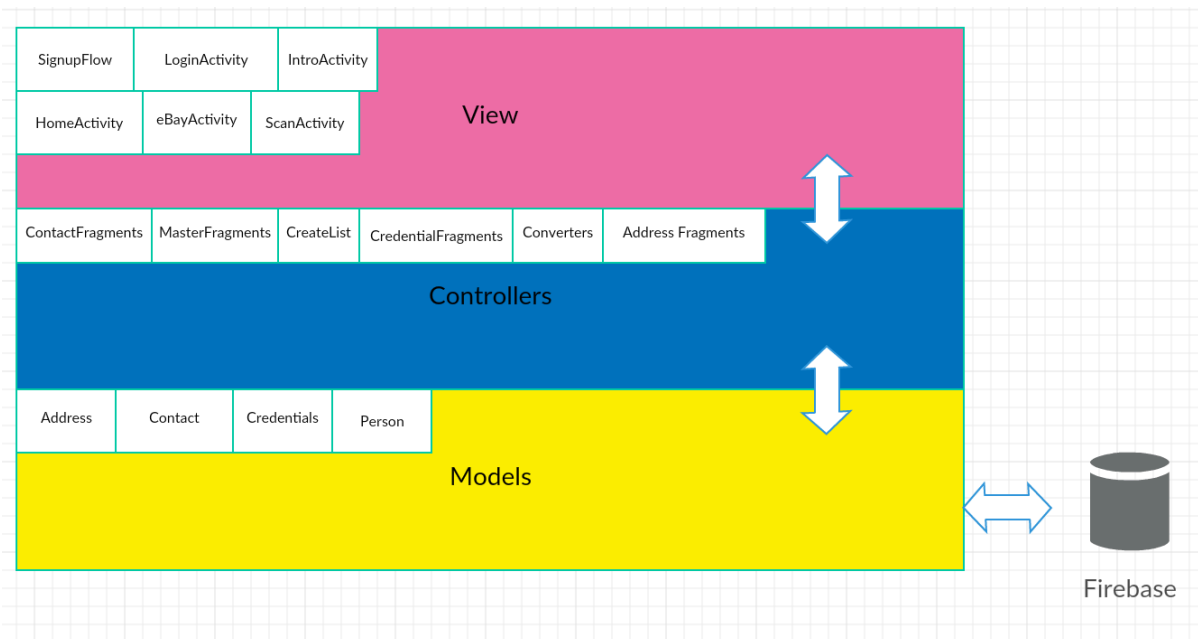 SignupFlow
LoginActivity
IntroActivity
HomeActivity
eBayActivity
ScanActivity
View
ContactFragments
MasterFragments
CreateList
CredentialFragments
Converters
Address Fragments
Controllers
Address
Contact
Credentials
Person
Models
Firebase